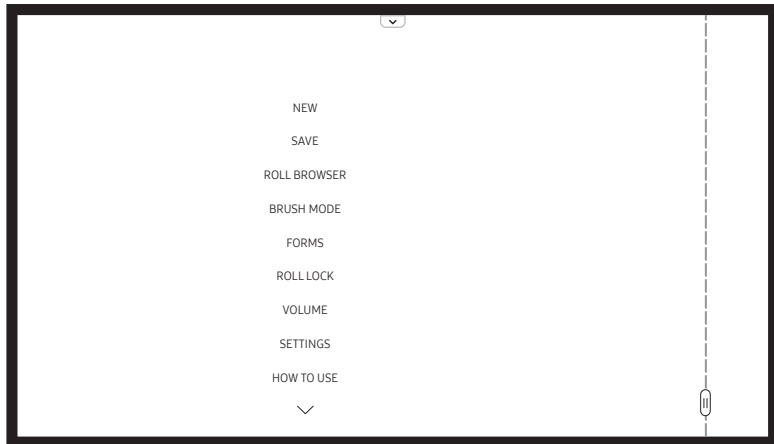 NEW
SAVE
ROLL BROWSER
BRUSH MODE
FORMS
ROLL LOCK
VOLUME
SETTINGS
HOW TO USE